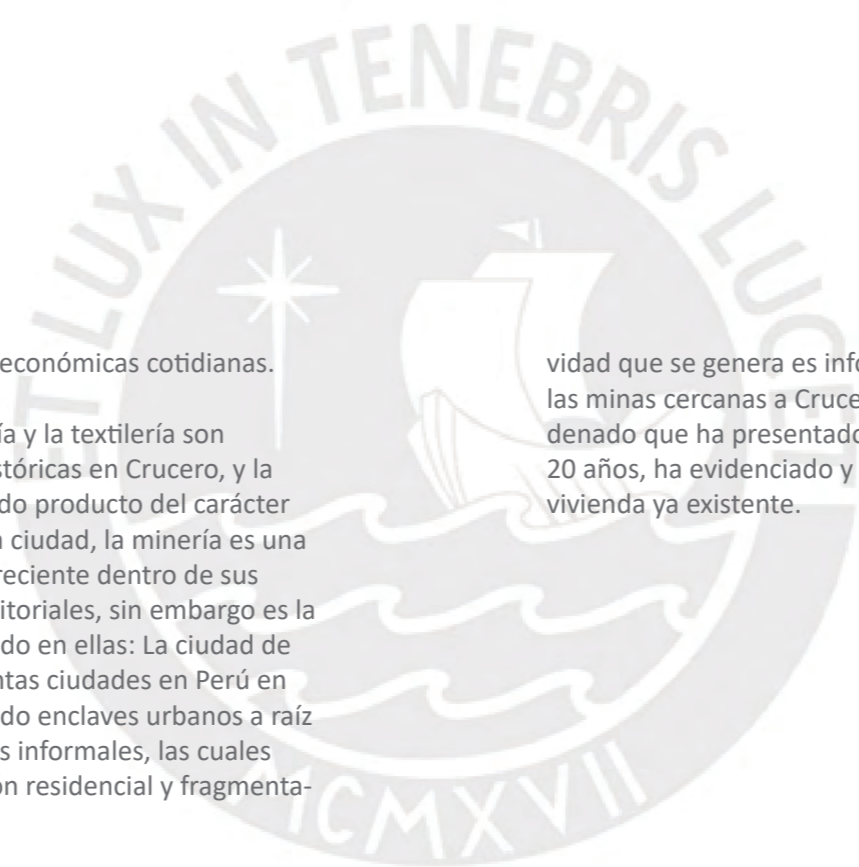 ET LUX IN TENEBRIS LUCET
económicas cotidianas.
ía y la textilería son
stóricas en Crucero, y la
do producto del carácter
a ciudad, la minería es una
reciente dentro de sus
itoriales, sin embargo es la
do en ellas: La ciudad de
ntas ciudades en Perú en
do enclaves urbanos a raíz
s informales, las cuales
ón residencial y fragmenta-
vidad que se genera es info
las minas cercanas a Cruce
denado que ha presentado
20 años, ha evidenciado y
vivienda ya existente.
MCMXVII